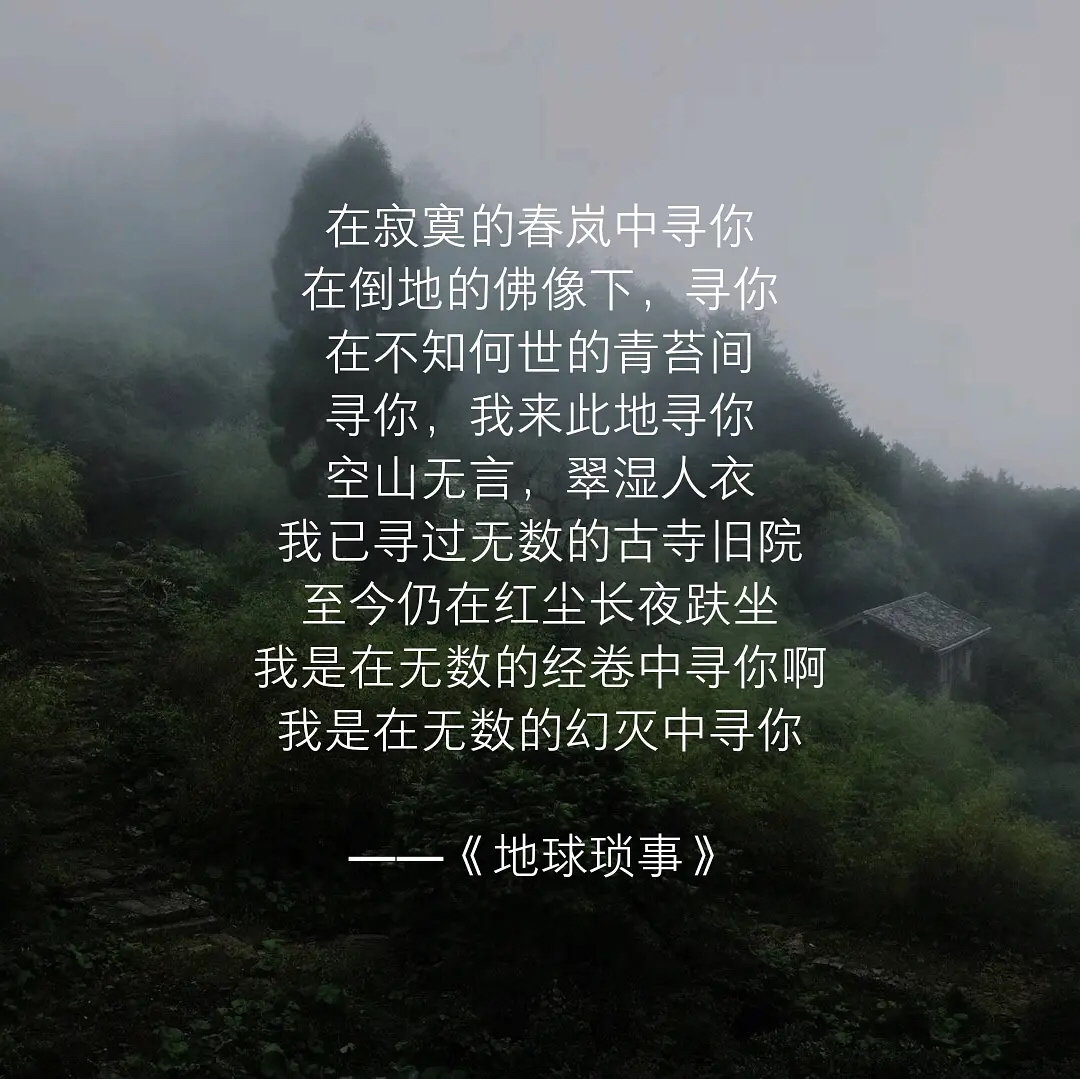 在寂寞的春岚中寻你
在倒地的佛像下，寻你
在不知何世的青苔间
寻你，我来此地寻你
空山无言，翠湿人衣
我已寻过无数的古寺旧院
至今仍在红尘长夜趺坐
我是在无数的经卷中寻你啊
我是在无数的幻灭中寻你
——《地球琐事》